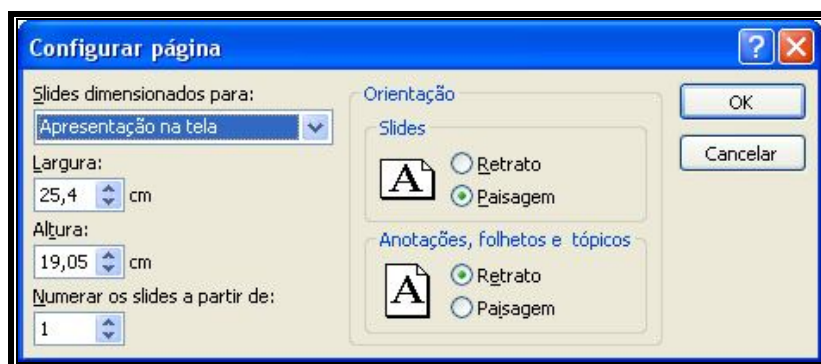 Configurar página
Slides dimensionados para:
Apresentação na tela
Largura:
25,4 cm
Altura:
19,05 cm
Numerar os slides a partir de:
1
Orientação
Slides
A
Retrato
Paisagem
Anotações, folhetos e tópicos
A
Retrato
Paisagem
?
X
OK
Cancelar